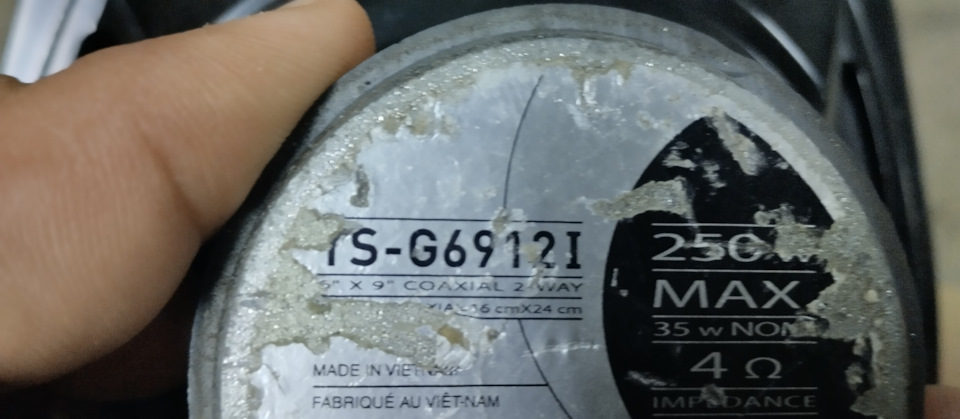 TS-G6912I
6" X 9" COAXIAL 2-WAY
16 cmX24 cm
MADE IN VIETNAM
FABRIQUÉ AU VIÊT-NAM
250 W
MAX
35 W NOM
4 Ω
IMPEDANCE